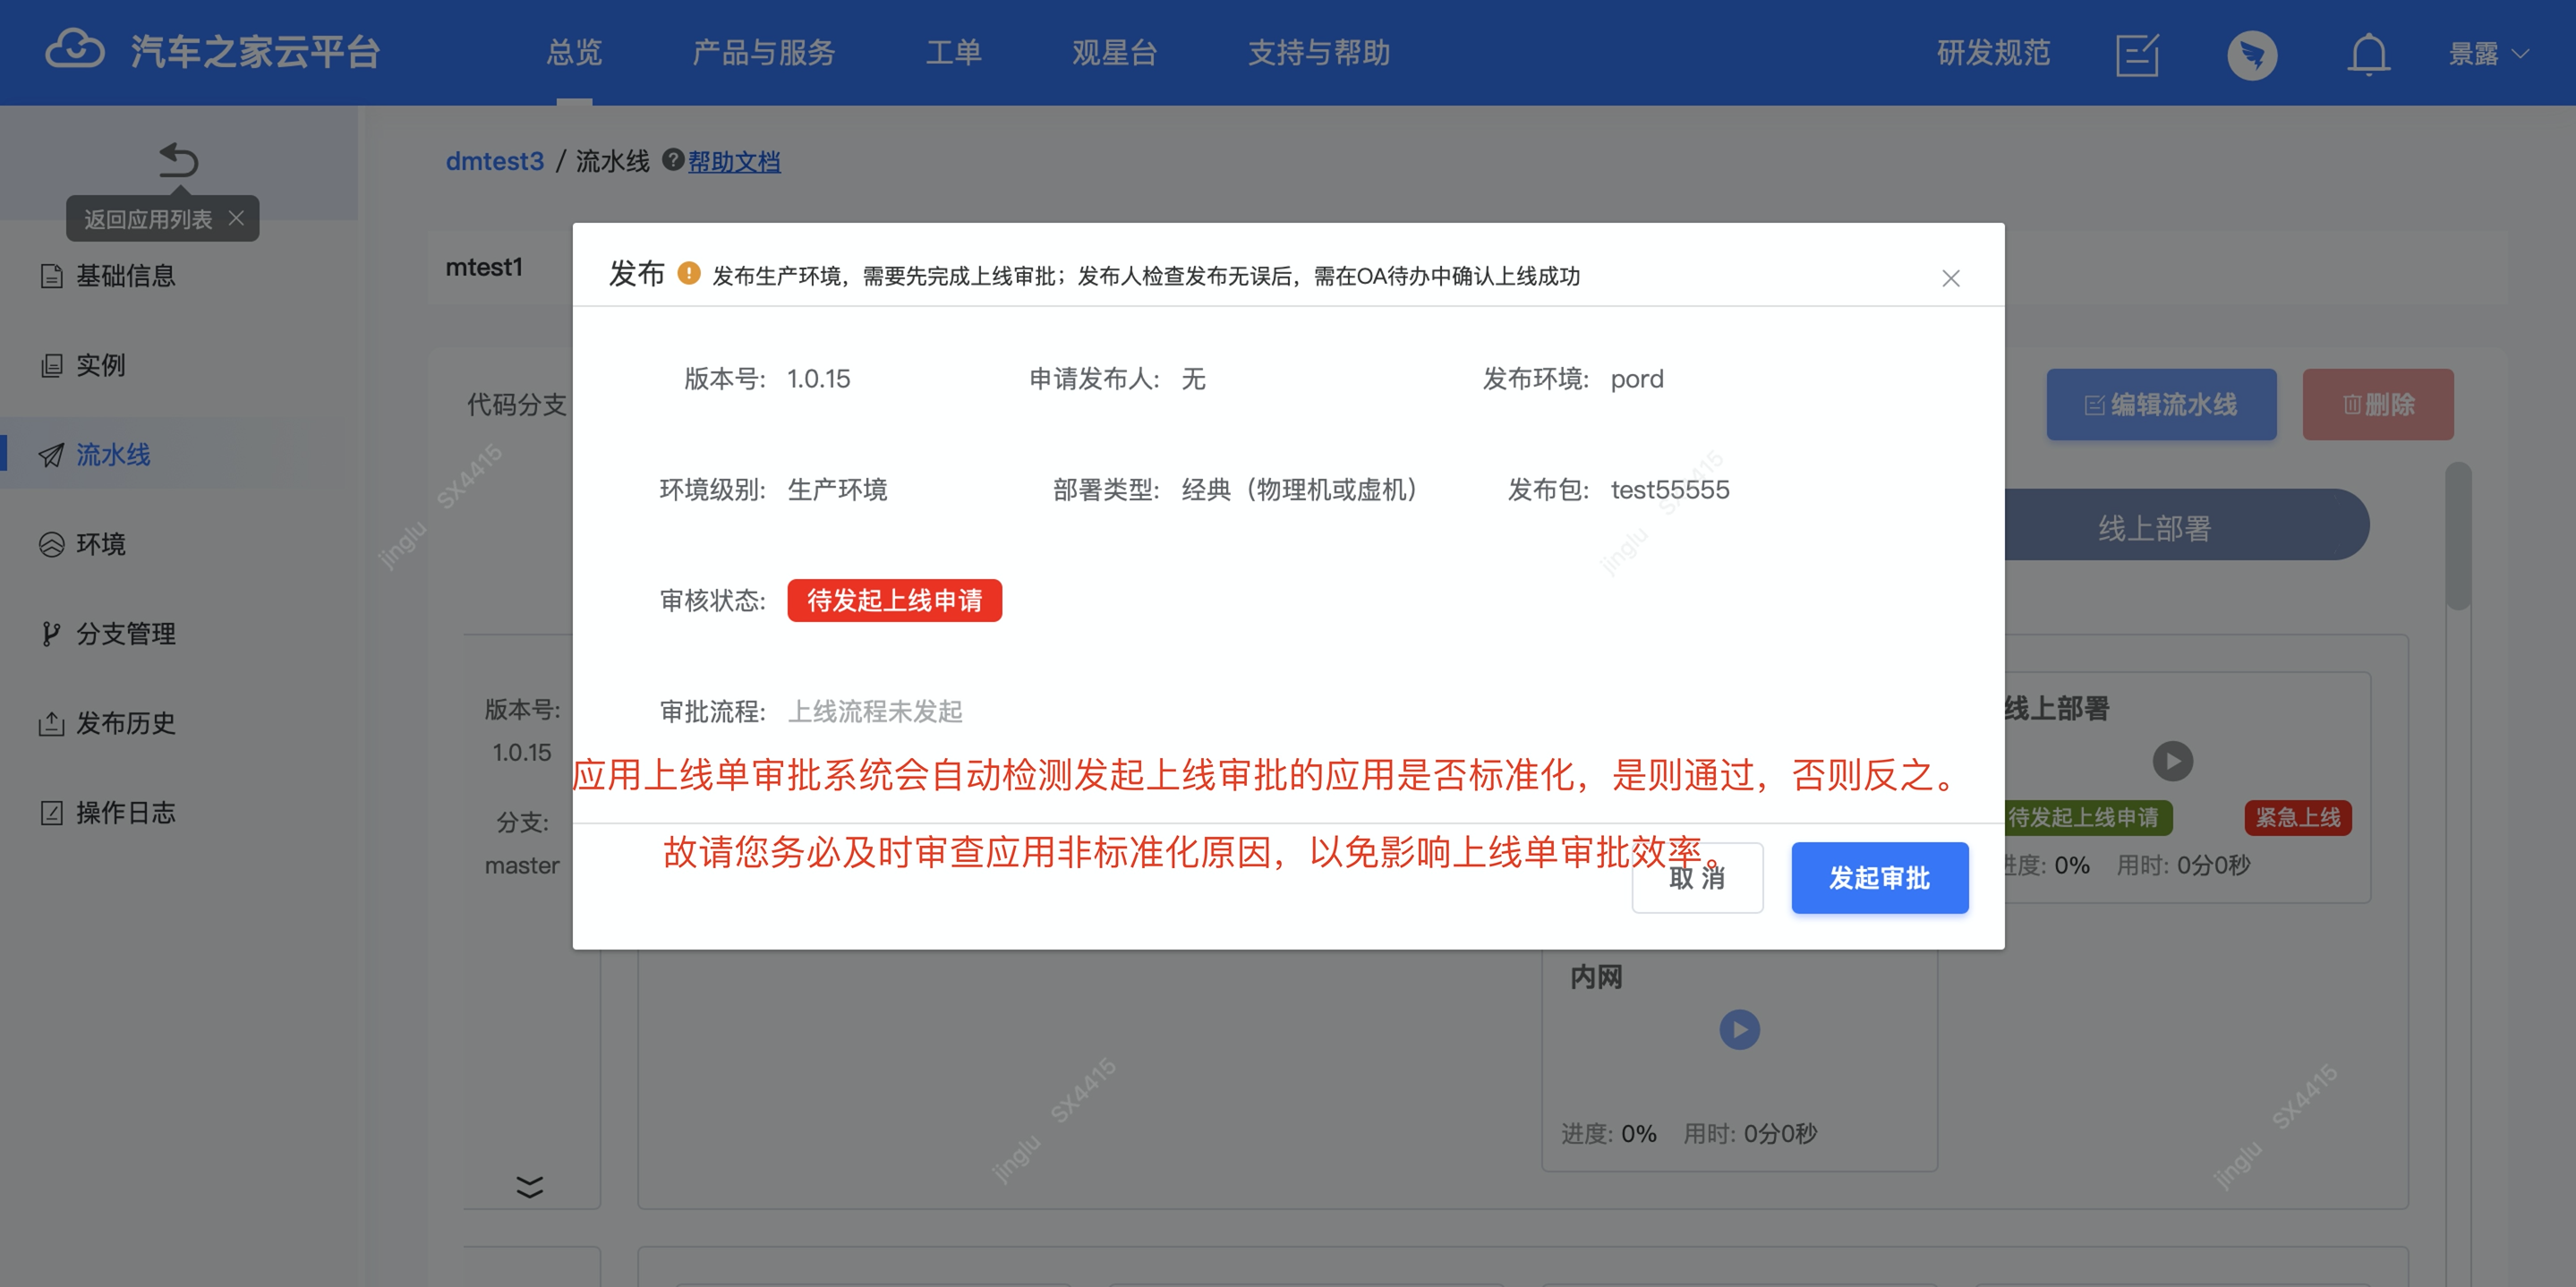 汽车之家云平台 总览 产品与服务 工单 观星台 支持与帮助 研发规范 景露
dmtest3 / 流水线 帮助文档
返回应用列表
基础信息
实例
流水线
环境
分支管理
发布历史
操作日志
mtest1
代码分支
编辑流水线 删除
线上部署
发布 发布生产环境，需要先完成上线审批；发布人检查发布无误后，需在OA待办中确认上线成功
版本号: 1.0.15 申请发布人: 无 发布环境: pord
环境级别: 生产环境 部署类型: 经典（物理机或虚机） 发布包: test55555
审核状态: 待发起上线申请
审批流程: 上线流程未发起
应用上线单审批系统会自动检测发起上线审批的应用是否标准化，是则通过，否则反之。
故请您务必及时审查应用非标准化原因，以免影响上线单审批效率。
取 消 发起审批
版本号:
1.0.15
分支:
master
线上部署
待发起上线申请 紧急上线
进度: 0% 用时: 0分0秒
内网
进度: 0% 用时: 0分0秒
jinglu SX4415
jinglu SX4415
jinglu SX4415
jinglu SX4415